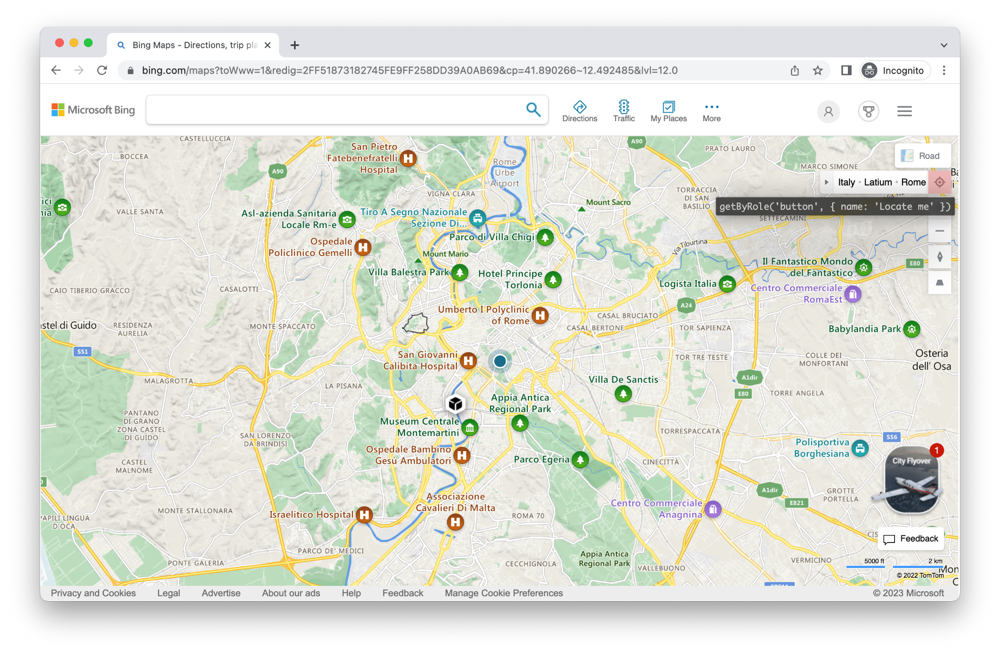 Bing Maps - Directions, trip pla
bing.com/maps?toWww=1&redig=2FF51873182745FE9FF258DD39A0AB69&cp=41.890266~12.492485&lvl=12.0
Incognito
Microsoft Bing
Directions
Traffic
My Places
More
CASTELLUCCIA
BOCCEA
San Pietro
Fatebenefratelli
Hospital
A90
Rome
Urbe
Airport
A90
PRATO LAURO
MARCO SIMONE
Road
Italy · Latium · Rome
getByRole('button', { name: 'Locate me' })
VIGNA CLARA
TORRACCIA
DI SAN
BASILIO
SETTECAMINI
VALLE SANTA
Asl-azienda Sanitaria
Locale Rm-e
Tiro A Segno Nazionale
Sezione Di...
Mount Sacro
Parco di Villa Chigi
Ospedale
Policlinico Gemelli
Mount Mario
Villa Balestra Park
Hotel Principe
Torlonia
Via Tiburtina
Logista Italia
Il Fantastico Mondo
del Fantastico
E80
Centro Commerciale
RomaEst
CAIO TIBERIO GRACCO
CASALOTTI
A24
Umberto I Polyclinic
of Rome
CASAL BRUCIATO
CASAL BERTONE
TOR SAPIENZA
Babylandia Park
stel di Guido
RESIDENZA
AURELIA
MONTE SPACCATO
SS1
San Giovanni
Calibita Hospital
TOR TRE TESTE
COLLE DEI
MONFORTANI
Osteria
dell' Osa
MALAGROTTA
LA PISANA
Villa De Sanctis
A1dir
E80
TORRE ANGELA
Appia Antica
Regional Park
PANTANO
DI GRANO
ZONA CASTEL
DI GUIDO
Museum Centrale
Montemartini
SAN LORENZO
DA BRINDISI
TORRESPACCATA
SS6
Polisportiva
Borghesiana
Ospedale Bambino
Gesù Ambulatori
Parco Egeria
CINECITTÀ
CASTEL
MALNOME
City Flyover
1
A1dir
E821
GROTTE
PORTELLA
Associazione
Cavalieri Di Malta
Centro Commerciale
Anagnina
MONTE STALLONARA
Israelitico Hospital
ROMA 70
PAPILI LINGUA
D'OCA
CIS
Feedback
PARCO DE' MEDICI
PONTE GALERIA
Appia Antica
Regional Park
CECCHIGNOLA
VALLEBUONO
VERMICINO
5000 ft
2 km
© 2022 TomTom
Privacy and Cookies
Legal
Advertise
About our ads
Help
Feedback
Manage Cookie Preferences
© 2023 Microsoft